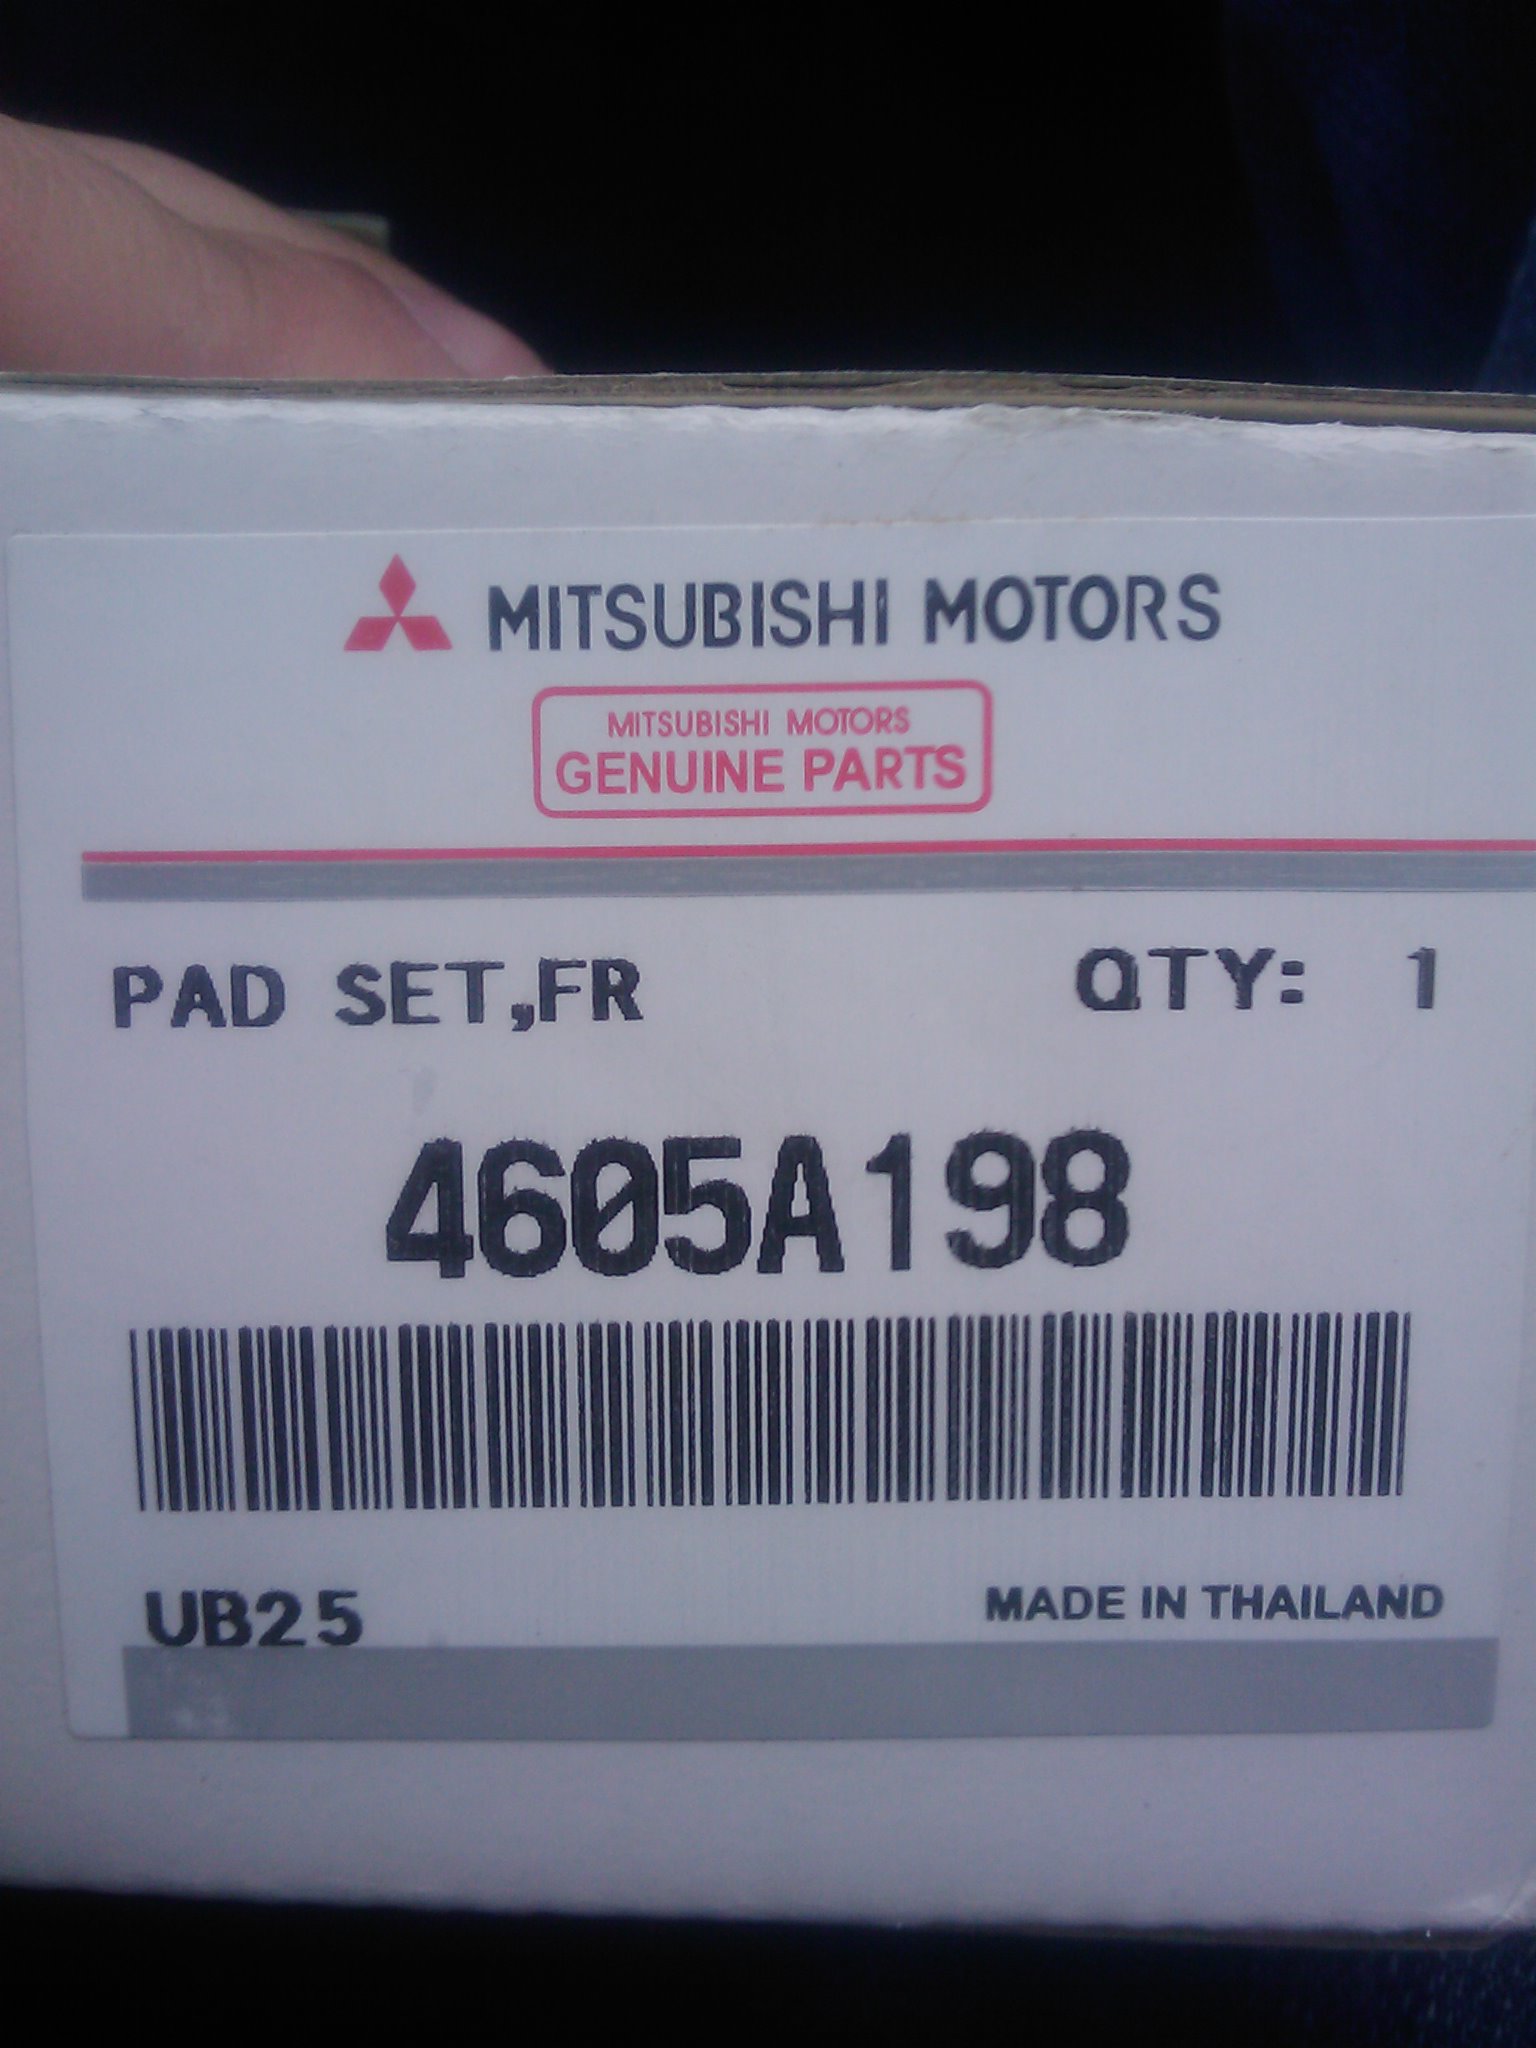 MITSUBISHI MOTORS
MITSUBISHI MOTORS
GENUINE PARTS
PAD SET,FR QTY: 1
4605A198
UB25 MADE IN THAILAND